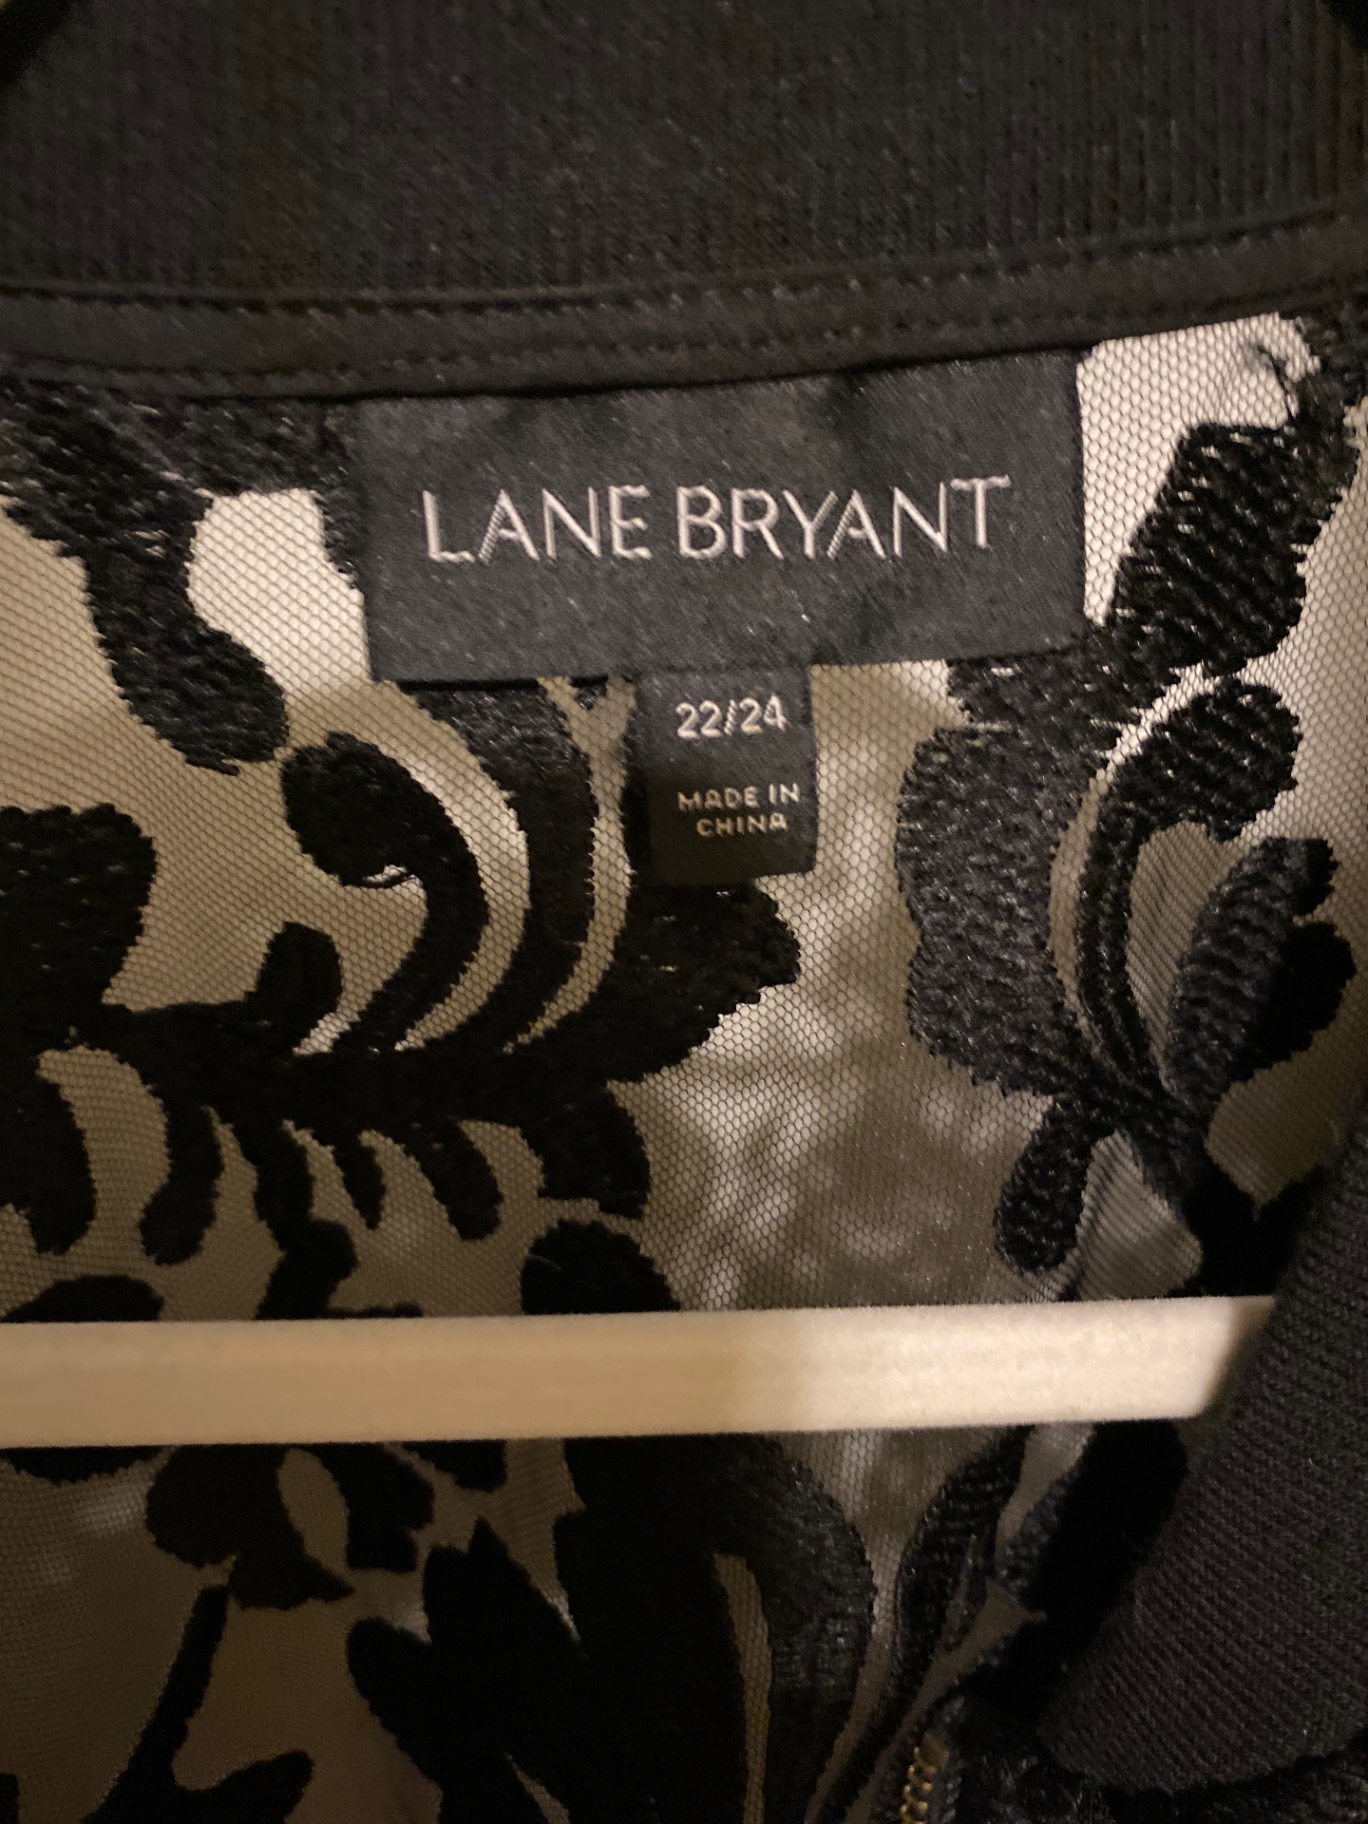 LANE BRYANT
22/24
MADE IN
CHINA